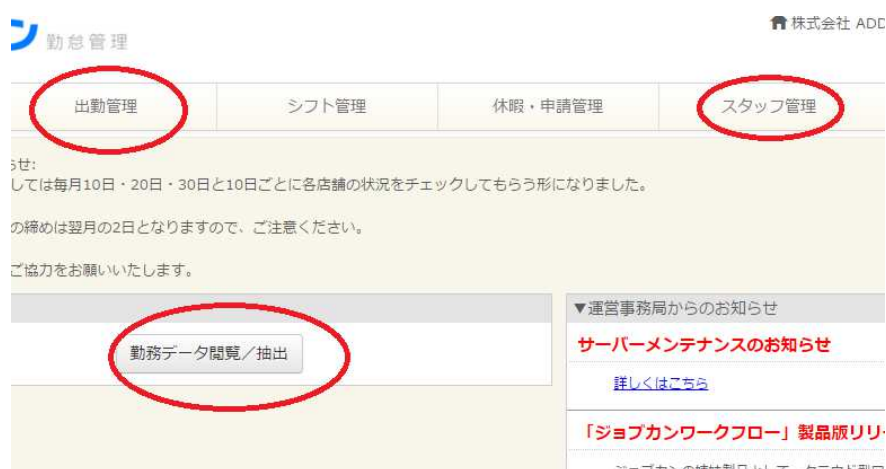 ン 勤怠管理
株式会社 ADD
出勤管理 シフト管理 休暇・申請管理 スタッフ管理
らせ:
しては毎月10日・20日・30日と10日ごとに各店舗の状況をチェックしてもらう形になりました。
の締めは翌月の2日となりますので、ご注意ください。
ご協力をお願いいたします。
▼運営事務局からのお知らせ
勤務データ閲覧／抽出
サーバーメンテナンスのお知らせ
詳しくはこちら
「ジョブカンワークフロー」製品版リリー